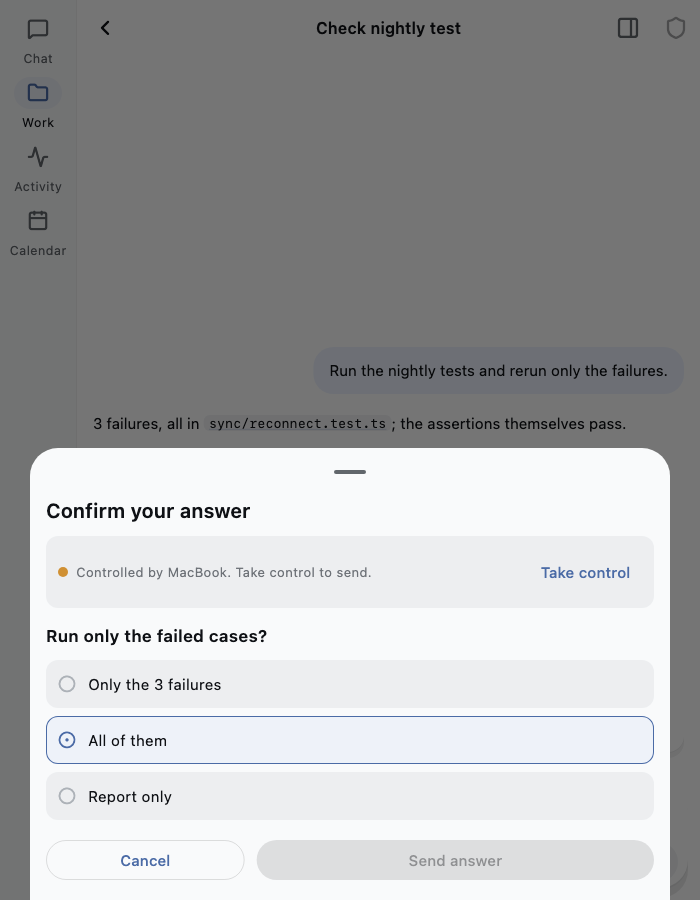 Chat
Work
Activity
Calendar
Check nightly test
Run the nightly tests and rerun only the failures.
3 failures, all in sync/reconnect.test.ts; the assertions themselves pass.
Confirm your answer
Controlled by MacBook. Take control to send.
Take control
Run only the failed cases?
Only the 3 failures
All of them
Report only
Cancel
Send answer